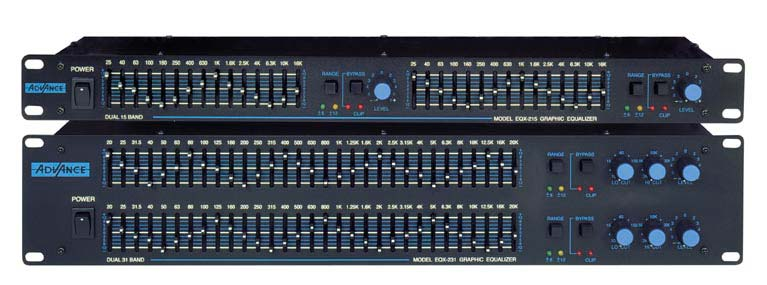 POWER
25 40 63 100 160 250 400 630 1K 1.6K 2.5K 4K 6.3K 10K 16K
RANGE BYPASS
25 40 63 100 160 250 400 630 1K 1.6K 2.5K 4K 6.3K 10K 16K
RANGE BYPASS
ADVANCE
LEVEL
LEVEL
±6 ±12 CLIP
±6 ±12 CLIP
DUAL 15 BAND
MODEL EQX-215 GRAPHIC EQUALIZER
20 25 31.5 40 50 63 80 100 125 160 200 250 315 400 500 630 800 1K 1.25K 1.6K 2K 2.5K 3.15K 4K 5K 6.3K 8K 10K 12.5K 16K 20K
ADVANCE
RANGE BYPASS
LO CUT HI CUT LEVEL
±6 ±12 CLIP
POWER
20 25 31.5 40 50 63 80 100 125 160 200 250 315 400 500 630 800 1K 1.25K 1.6K 2K 2.5K 3.15K 4K 5K 6.3K 8K 10K 12.5K 16K 20K
RANGE BYPASS
LO CUT HI CUT LEVEL
±6 ±12 CLIP
DUAL 31 BAND
MODEL EQX-231 GRAPHIC EQUALIZER